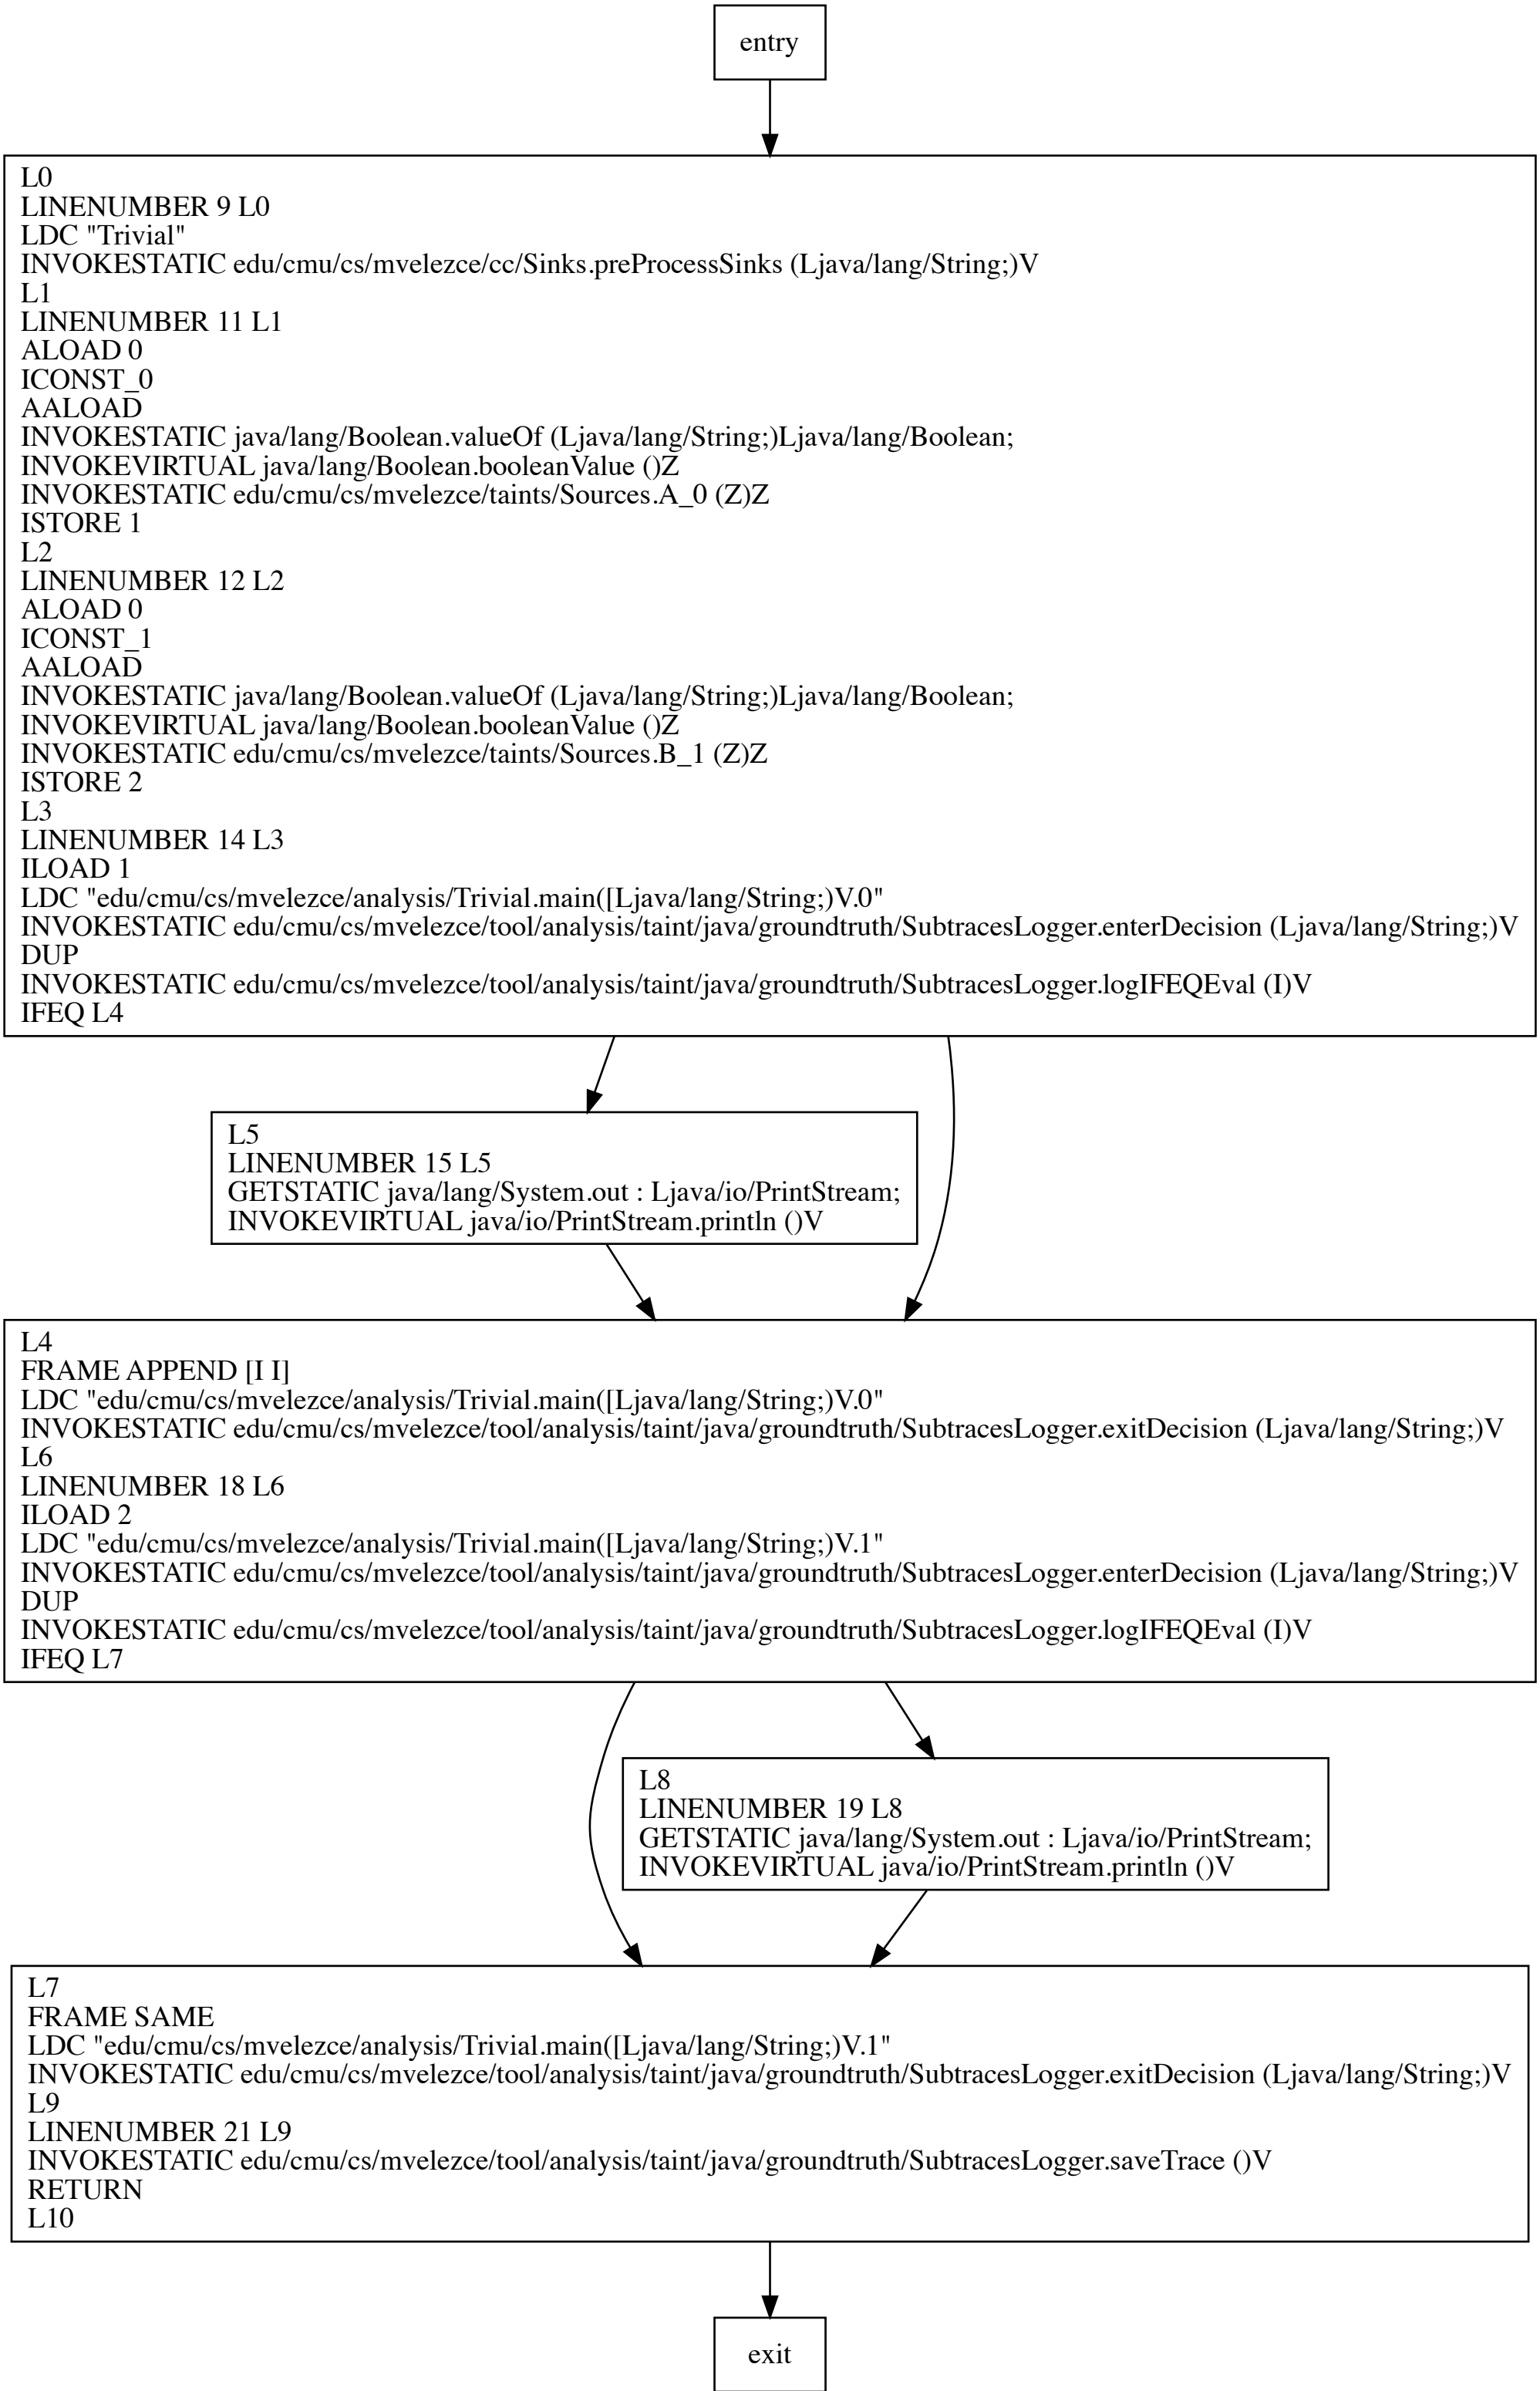 entry
L0
LINENUMBER 9 L0
LDC "Trivial"
INVOKESTATIC edu/cmu/cs/mvelezce/cc/Sinks.preProcessSinks (Ljava/lang/String;)V
L1
LINENUMBER 11 L1
ALOAD 0
ICONST_0
AALOAD
INVOKESTATIC java/lang/Boolean.valueOf (Ljava/lang/String;)Ljava/lang/Boolean;
INVOKEVIRTUAL java/lang/Boolean.booleanValue ()Z
INVOKESTATIC edu/cmu/cs/mvelezce/taints/Sources.A_0 (Z)Z
ISTORE 1
L2
LINENUMBER 12 L2
ALOAD 0
ICONST_1
AALOAD
INVOKESTATIC java/lang/Boolean.valueOf (Ljava/lang/String;)Ljava/lang/Boolean;
INVOKEVIRTUAL java/lang/Boolean.booleanValue ()Z
INVOKESTATIC edu/cmu/cs/mvelezce/taints/Sources.B_1 (Z)Z
ISTORE 2
L3
LINENUMBER 14 L3
ILOAD 1
LDC "edu/cmu/cs/mvelezce/analysis/Trivial.main([Ljava/lang/String;)V.0"
INVOKESTATIC edu/cmu/cs/mvelezce/tool/analysis/taint/java/groundtruth/SubtracesLogger.enterDecision (Ljava/lang/String;)V
DUP
INVOKESTATIC edu/cmu/cs/mvelezce/tool/analysis/taint/java/groundtruth/SubtracesLogger.logIFEQEval (I)V
IFEQ L4
L5
LINENUMBER 15 L5
GETSTATIC java/lang/System.out : Ljava/io/PrintStream;
INVOKEVIRTUAL java/io/PrintStream.println ()V
L4
FRAME APPEND [I I]
LDC "edu/cmu/cs/mvelezce/analysis/Trivial.main([Ljava/lang/String;)V.0"
INVOKESTATIC edu/cmu/cs/mvelezce/tool/analysis/taint/java/groundtruth/SubtracesLogger.exitDecision (Ljava/lang/String;)V
L6
LINENUMBER 18 L6
ILOAD 2
LDC "edu/cmu/cs/mvelezce/analysis/Trivial.main([Ljava/lang/String;)V.1"
INVOKESTATIC edu/cmu/cs/mvelezce/tool/analysis/taint/java/groundtruth/SubtracesLogger.enterDecision (Ljava/lang/String;)V
DUP
INVOKESTATIC edu/cmu/cs/mvelezce/tool/analysis/taint/java/groundtruth/SubtracesLogger.logIFEQEval (I)V
IFEQ L7
L8
LINENUMBER 19 L8
GETSTATIC java/lang/System.out : Ljava/io/PrintStream;
INVOKEVIRTUAL java/io/PrintStream.println ()V
L7
FRAME SAME
LDC "edu/cmu/cs/mvelezce/analysis/Trivial.main([Ljava/lang/String;)V.1"
INVOKESTATIC edu/cmu/cs/mvelezce/tool/analysis/taint/java/groundtruth/SubtracesLogger.exitDecision (Ljava/lang/String;)V
L9
LINENUMBER 21 L9
INVOKESTATIC edu/cmu/cs/mvelezce/tool/analysis/taint/java/groundtruth/SubtracesLogger.saveTrace ()V
RETURN
L10
exit